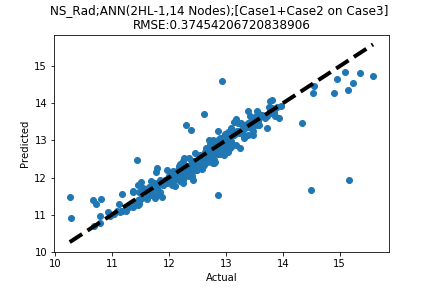 NS_Rad;ANN(2HL-1,14 Nodes);[Case1+Case2 on Case3]
RMSE:0.37454206720838906
15
14
13
12
11
10
Predicted
10 11 12 13 14 15
Actual